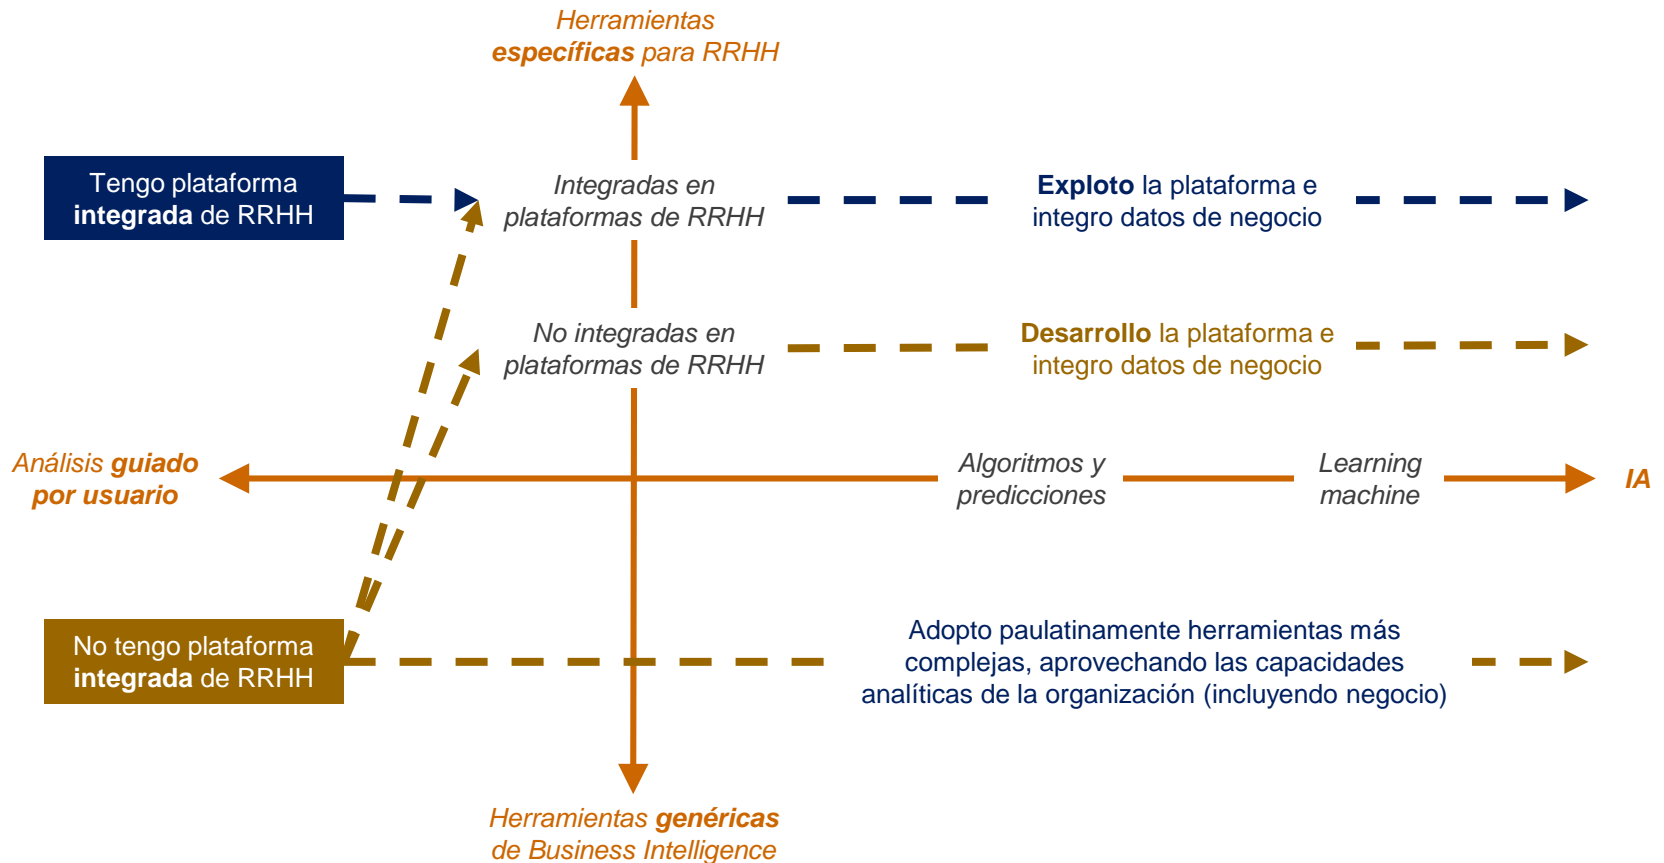 Herramientas
específicas para RRHH
Tengo plataforma
integrada de RRHH
Integradas en
plataformas de RRHH
Exploto la plataforma e
integro datos de negocio
No integradas en
plataformas de RRHH
Desarrollo la plataforma e
integro datos de negocio
Análisis guiado
por usuario
Algoritmos y
predicciones
Learning
machine
IA
No tengo plataforma
integrada de RRHH
Adopto paulatinamente herramientas más
complejas, aprovechando las capacidades
analíticas de la organización (incluyendo negocio)
Herramientas genéricas
de Business Intelligence